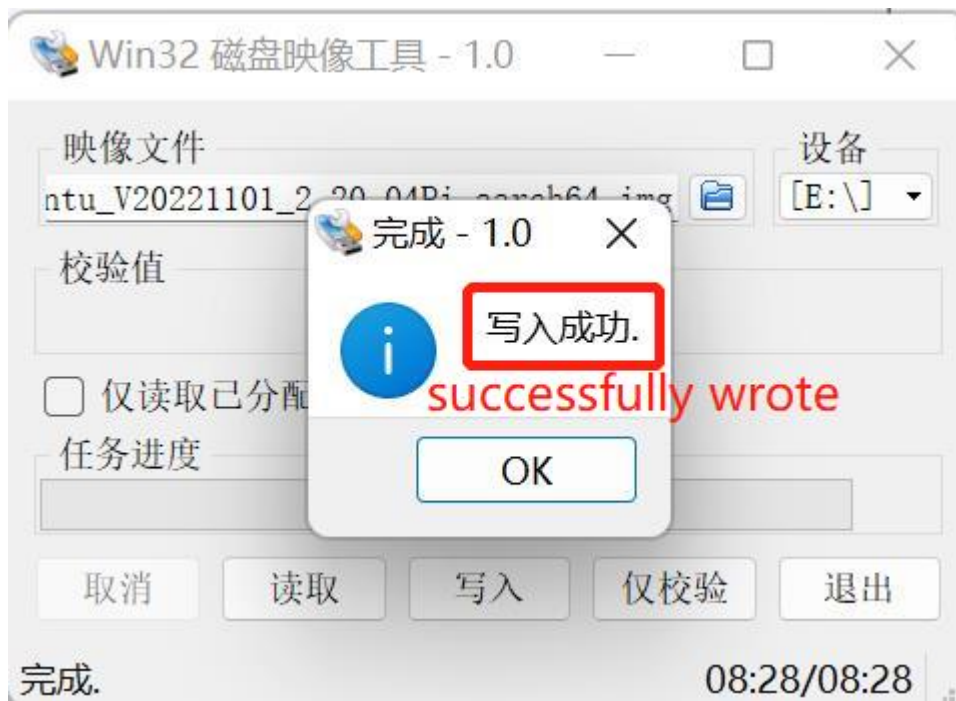 Win32 磁盘映像工具 - 1.0
映像文件
设备
ntu_V20221101_2_20_04Pi_aarch64_img_
[E:\]
完成 - 1.0
校验值
写入成功.
successfully wrote
仅读取已分配
任务进度
OK
取消
读取
写入
仅校验
退出
完成.
08:28/08:28